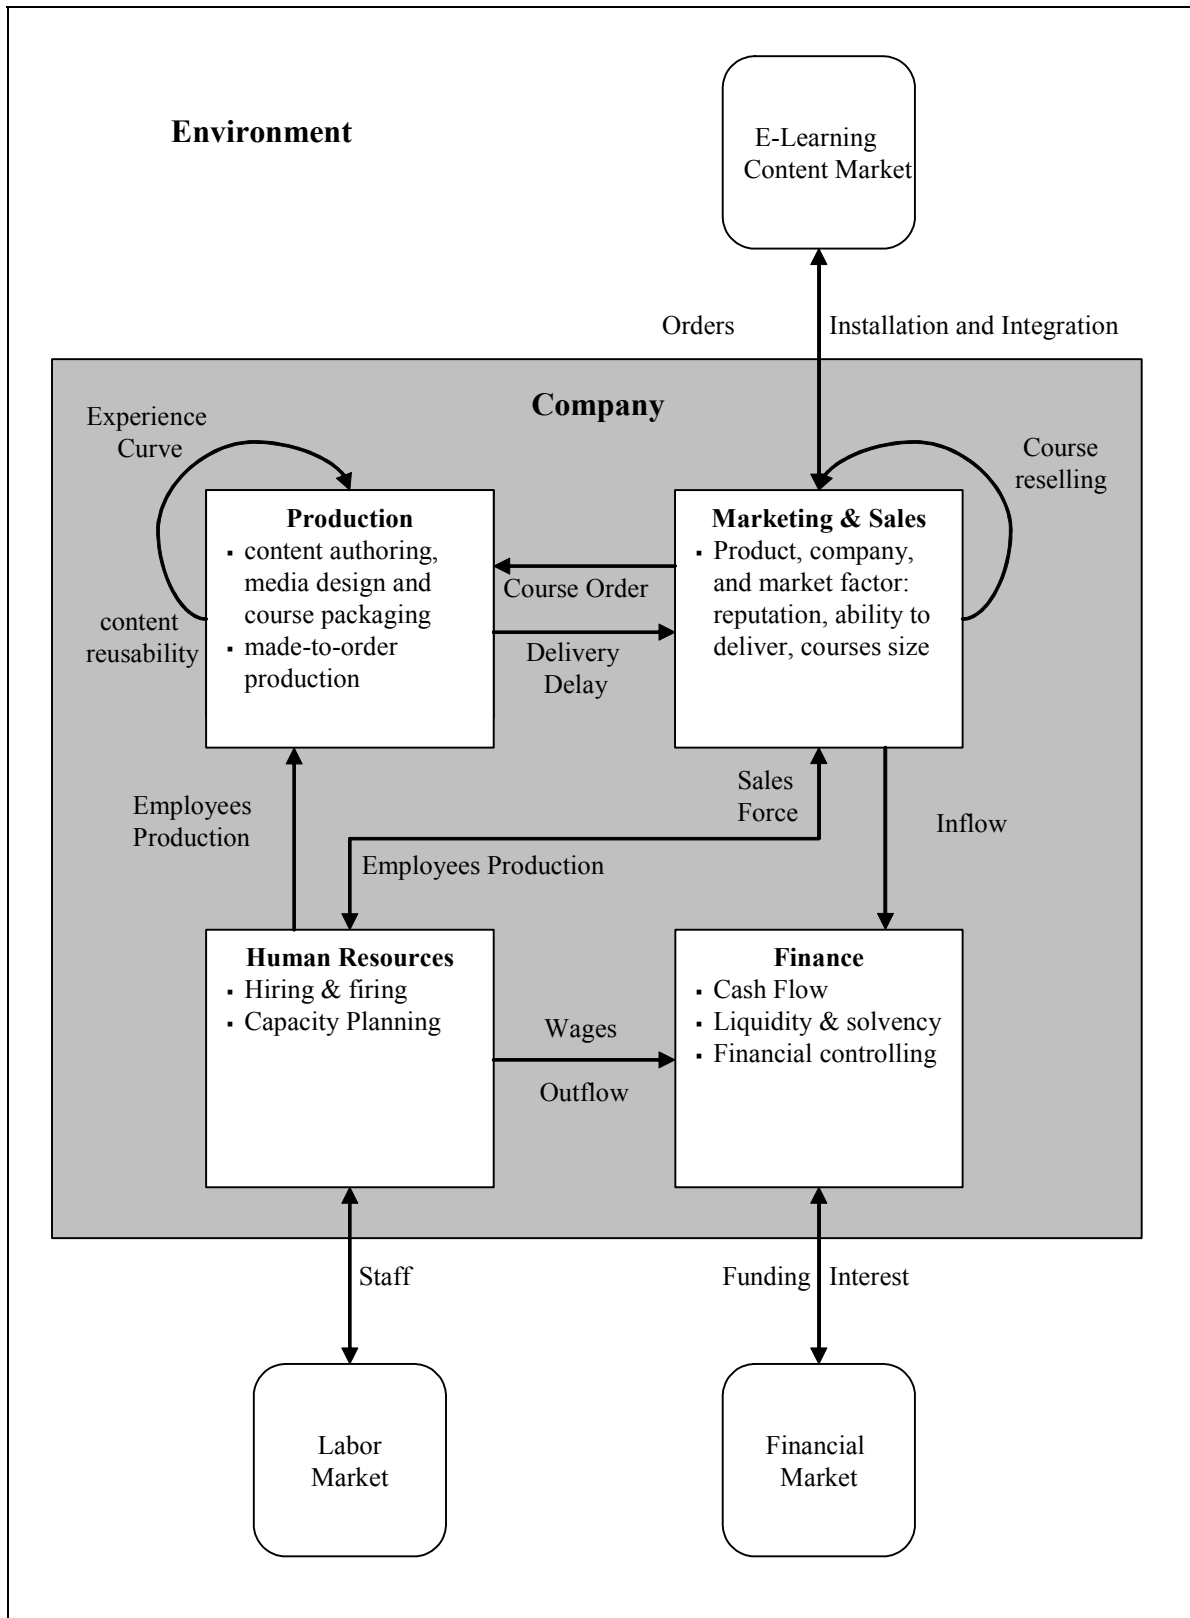 Environment
E-Learning
Content Market
Orders
Installation and Integration
Company
Experience
Curve
Course
reselling
Production
▪ content authoring,
media design and
course packaging
▪ made-to-order
production
content
reusability
Course Order
Delivery
Delay
Marketing & Sales
▪ Product, company,
and market factor:
reputation, ability to
deliver, courses size
Employees
Production
Sales
Force
Employees Production
Inflow
Human Resources
▪ Hiring & firing
▪ Capacity Planning
Wages
Outflow
Finance
▪ Cash Flow
▪ Liquidity & solvency
▪ Financial controlling
Staff
Funding
Interest
Labor
Market
Financial
Market